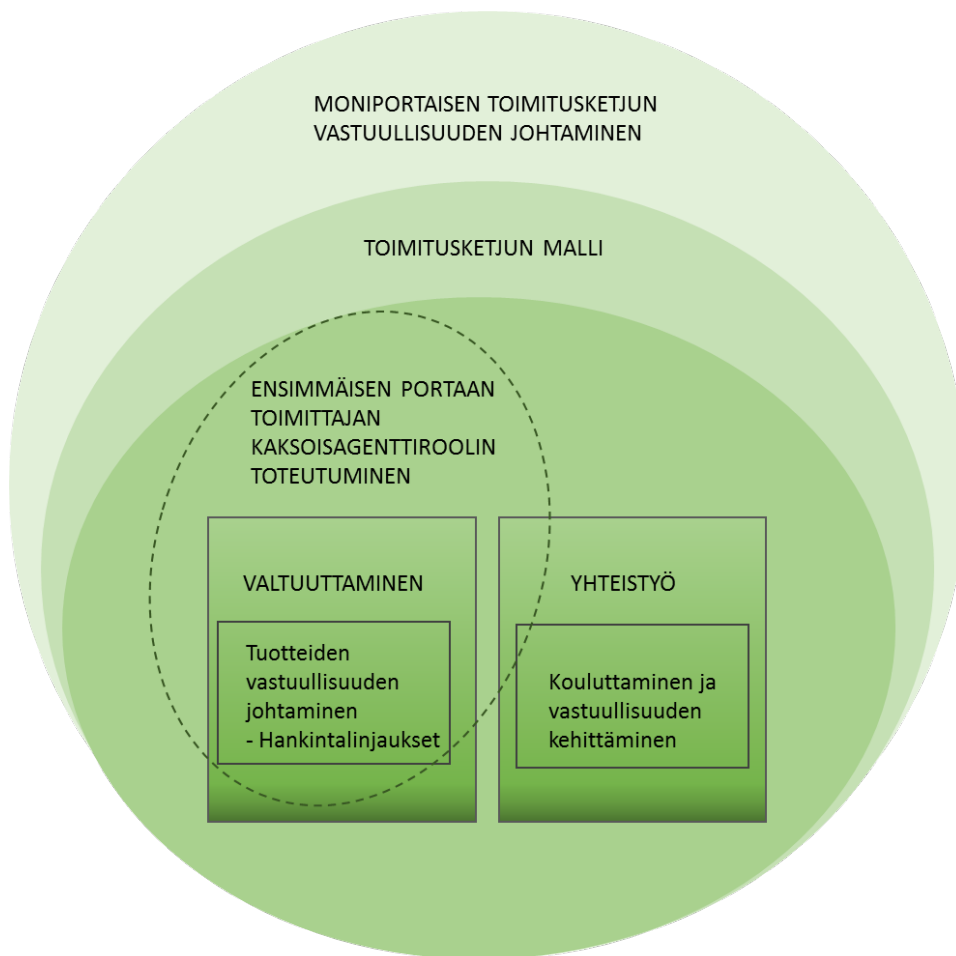 MONIPORTAISEN TOIMITUSKETJUN
VASTUULLISUUDEN JOHTAMINEN
TOIMITUSKETJUN MALLI
ENSIMMÄISEN PORTAAN
TOIMITTAJAN
KAKSOISAGENTTIROOLIN
TOTEUTUMINEN
VALTUUTTAMINEN
Tuotteiden
vastuullisuuden
johtaminen
- Hankintalinjaukset
YHTEISTYÖ
Kouluttaminen ja
vastuullisuuden
kehittäminen